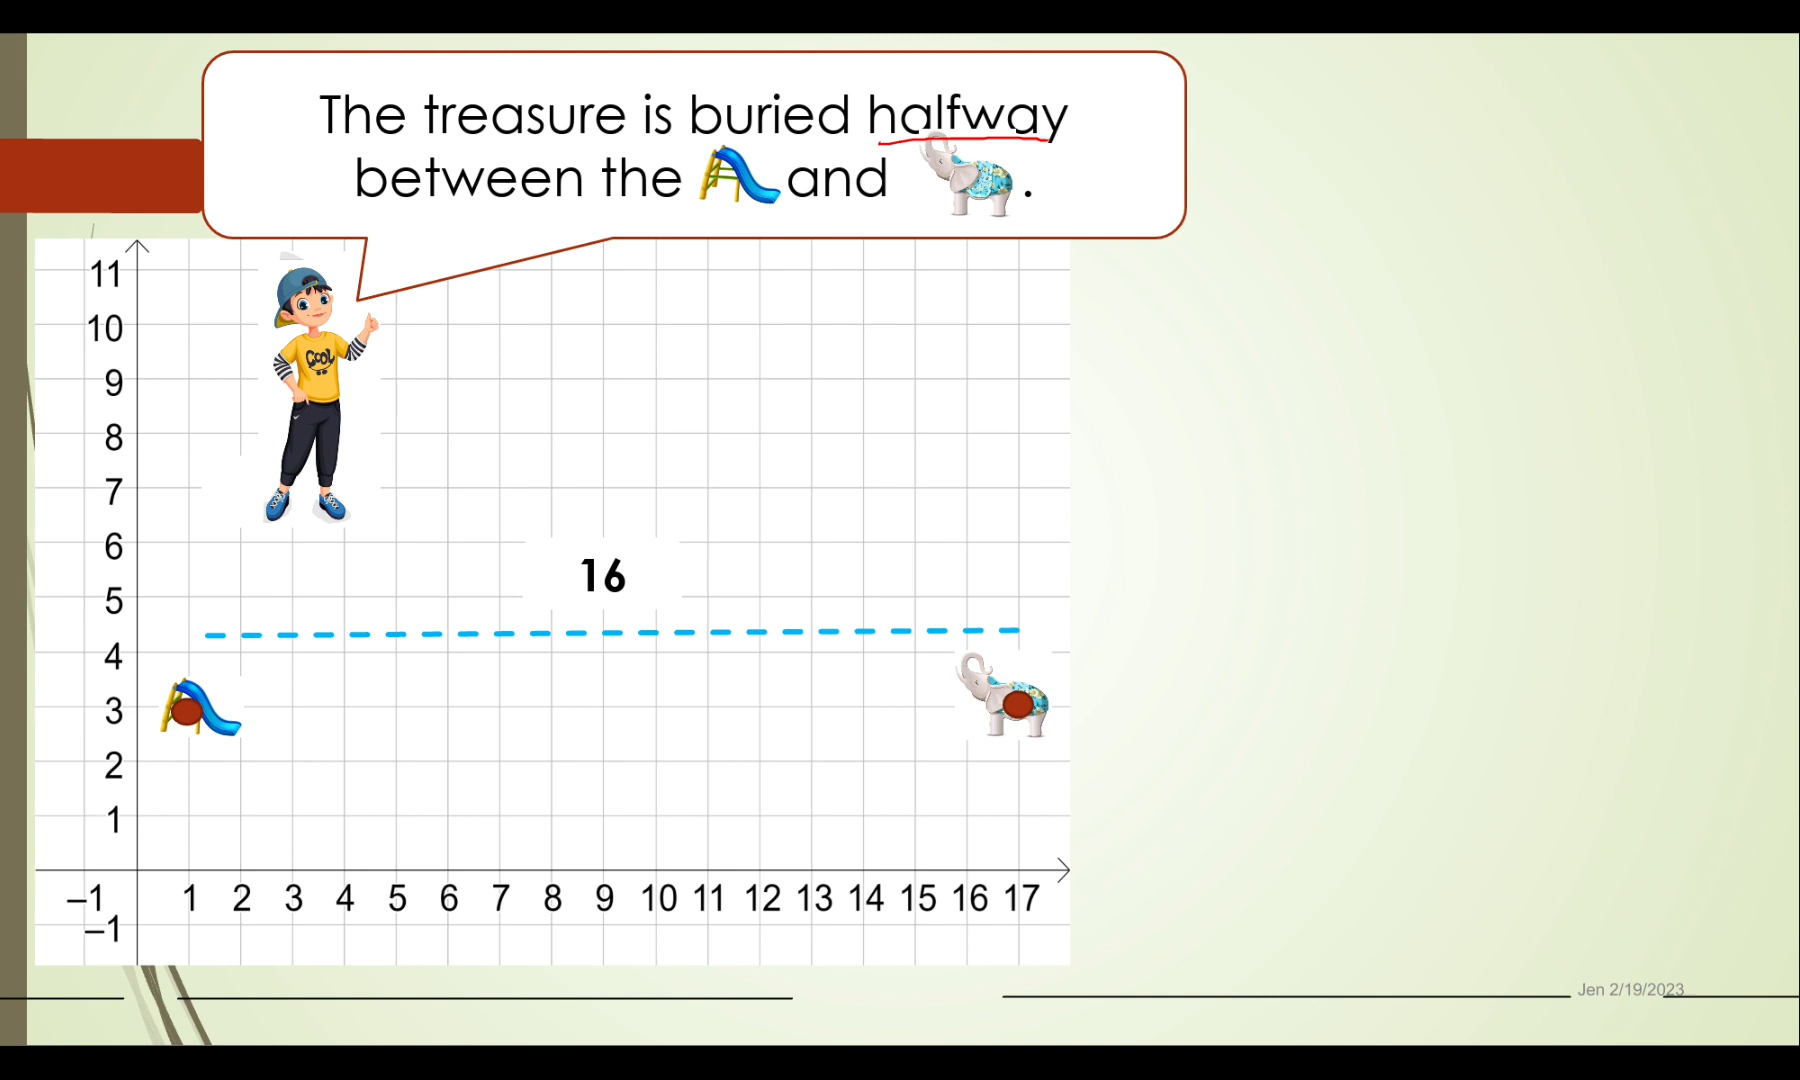 The treasure is buried halfway
between the and .
11
10
COOL
9
8
7
6
16
5
4
3
2
1
–1 1 2 3 4 5 6 7 8 9 10 11 12 13 14 15 16 17
–1
Jen 2/19/2023